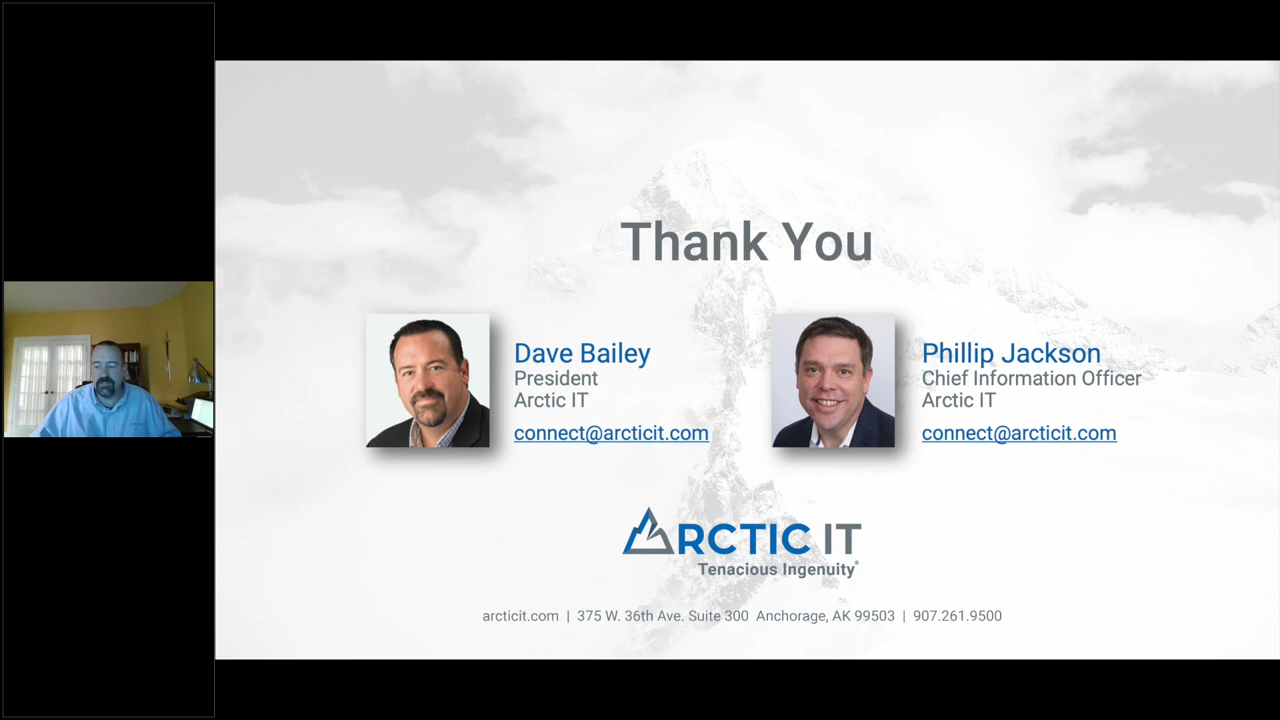 Thank You
Dave Bailey
President
Arctic IT
connect@arcticit.com
Phillip Jackson
Chief Information Officer
Arctic IT
connect@arcticit.com
ARCTIC IT
Tenacious Ingenuity®
arcticit.com | 375 W. 36th Ave. Suite 300 Anchorage, AK 99503 | 907.261.9500